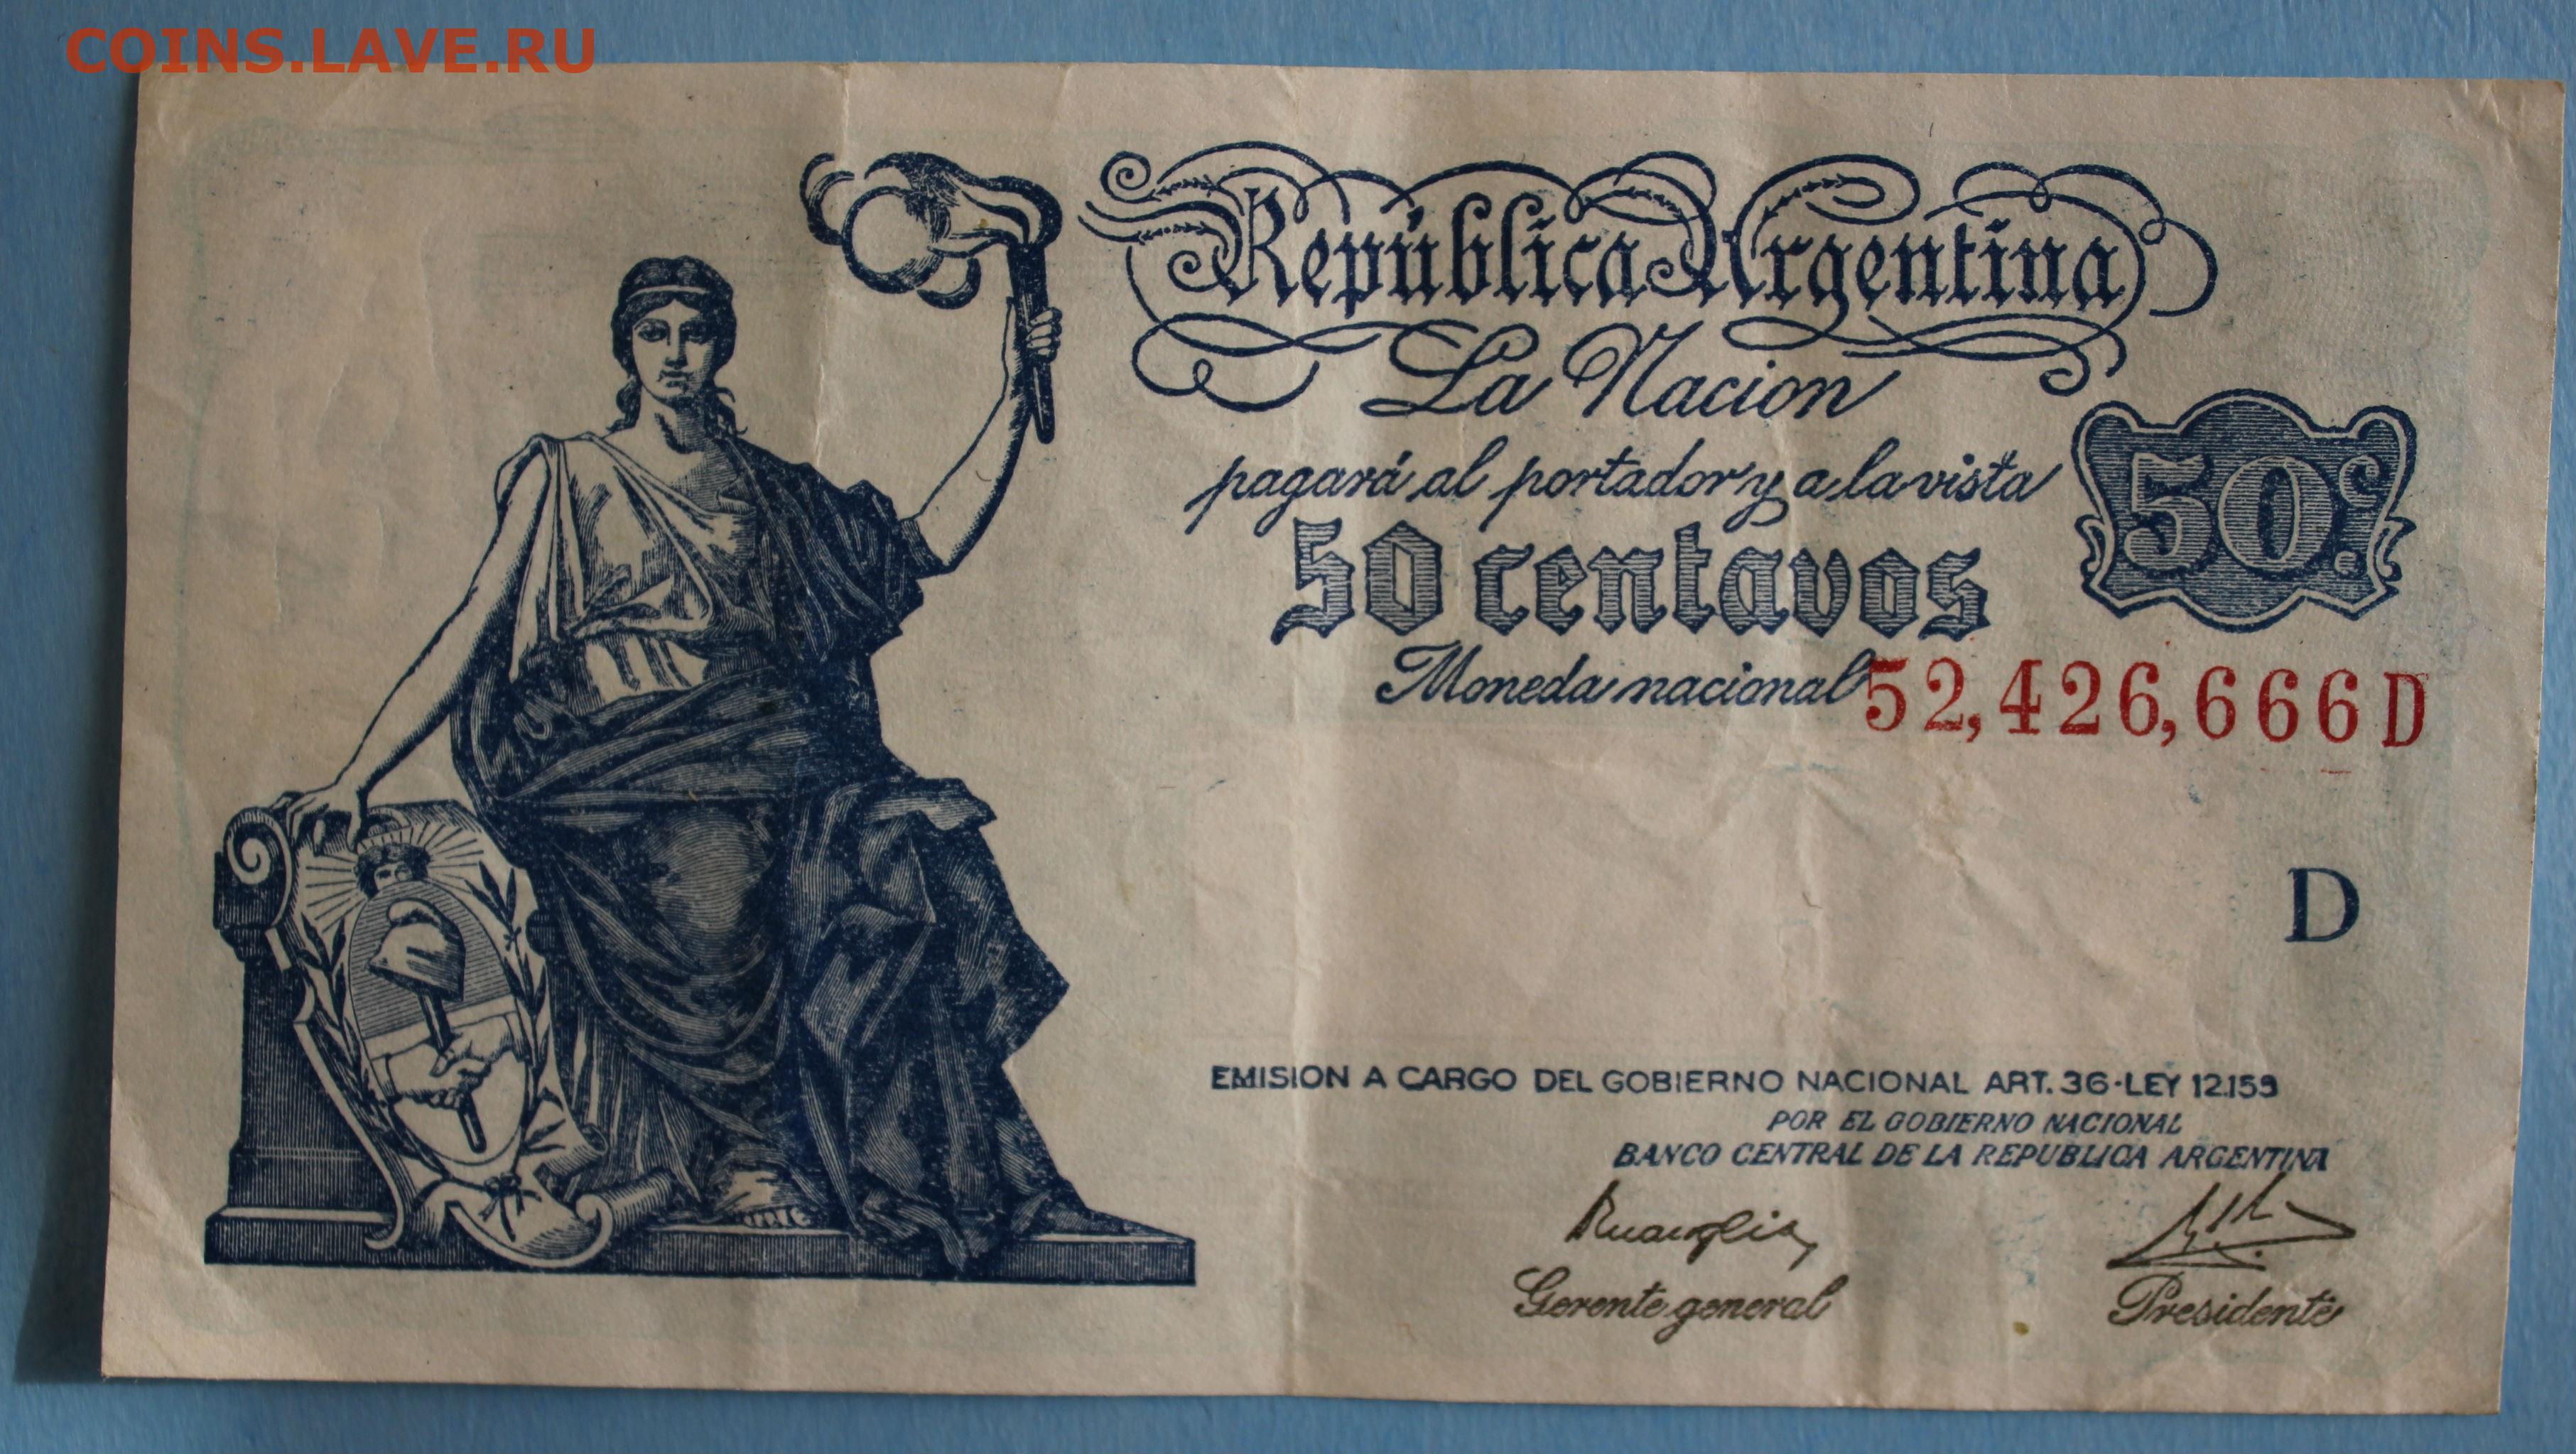 COINS.LAVE.RU
República Argentina
La Nacion
pagará al portador y a la vista
50 centavos
50.c
Moneda nacional
52,426,666 D
D
EMISION A CARGO DEL GOBIERNO NACIONAL ART. 36-LEY 12.159
POR EL GOBIERNO NACIONAL
BANCO CENTRAL DE LA REPUBLICA ARGENTINA
Gerente general
Presidente